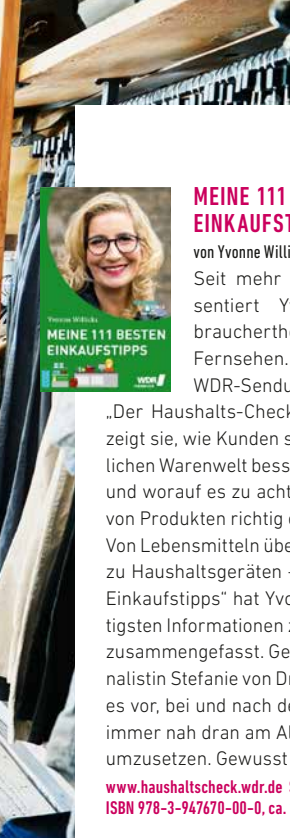 MEINE 111
EINKAUFST
von Yvonne Willi
Seit mehr
sentiert Y
braucherthe
Fernsehen.
WDR-Sendu
„Der Haushalts-Check
zeigt sie, wie Kunden s
lichen Warenwelt bess
und worauf es zu acht
von Produkten richtig
Von Lebensmitteln übe
zu Haushaltsgeräten –
Einkaufstipps“ hat Yvo
tigsten Informationen z
zusammengefasst. Ge
nalistin Stefanie von Dr
es vor, bei und nach de
immer nah dran am Al
umzusetzen. Gewusst
www.haushaltscheck.wdr.de
ISBN 978-3-947670-00-0, ca.
Yvonne Willicks
MEINE 111 BESTEN
EINKAUFSTIPPS
WDR